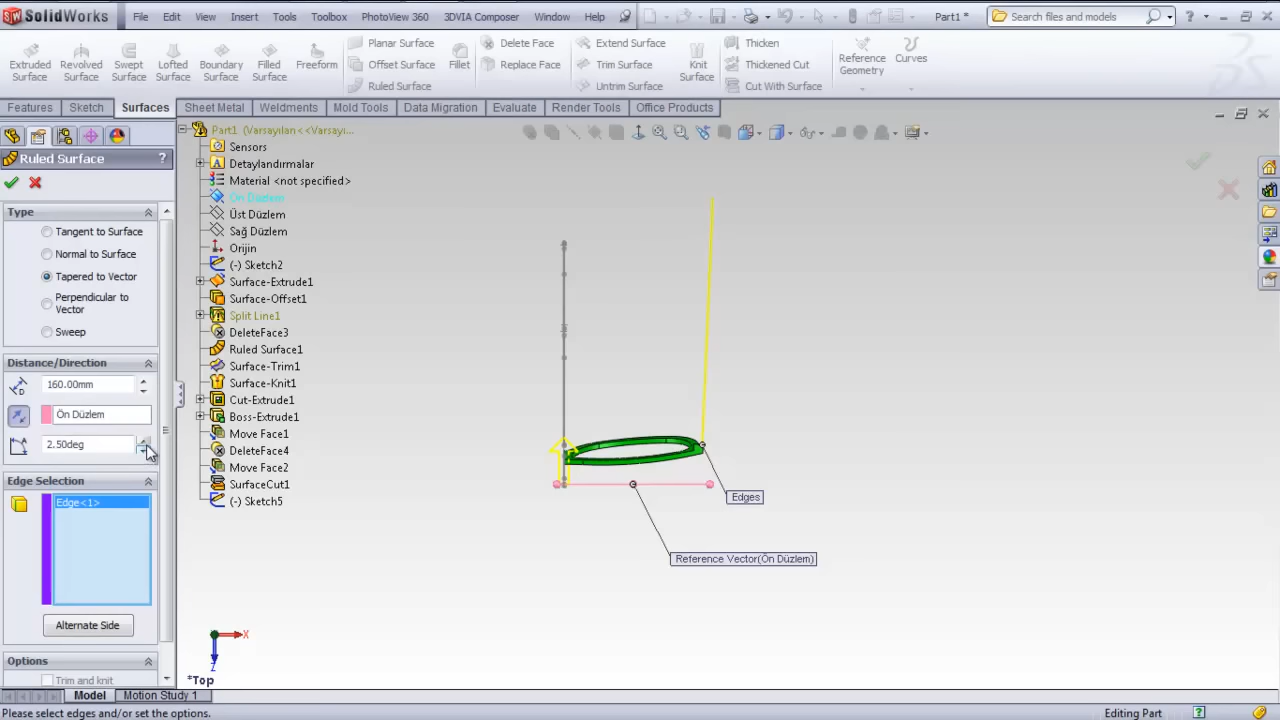 SolidWorks
File Edit View Insert Tools Toolbox PhotoView 360 3DVIA Composer Window Help
Part1 *
Search files and models
Extruded Surface
Revolved Surface
Swept Surface
Lofted Surface
Boundary Surface
Filled Surface
Freeform
Planar Surface
Offset Surface
Ruled Surface
Fillet
Delete Face
Replace Face
Extend Surface
Trim Surface
Untrim Surface
Knit Surface
Thicken
Thickened Cut
Cut With Surface
Reference Geometry
Curves
Features Sketch Surfaces Sheet Metal Weldments Mold Tools Data Migration Evaluate Render Tools Office Products
Ruled Surface ?
Type
Tangent to Surface
Normal to Surface
Tapered to Vector
Perpendicular to
Vector
Sweep
Distance/Direction
160.00mm
Ön Düzlem
2.50deg
Edge Selection
Edge<1>
Alternate Side
Options
Trim and knit
Part1 (Varsayılan<<Varsayı...
Sensors
Detaylandırmalar
Material <not specified>
Ön Düzlem
Üst Düzlem
Sağ Düzlem
Orijin
(-) Sketch2
Surface-Extrude1
Surface-Offset1
Split Line1
DeleteFace3
Ruled Surface1
Surface-Trim1
Surface-Knit1
Cut-Extrude1
Boss-Extrude1
Move Face1
DeleteFace4
Move Face2
SurfaceCut1
(-) Sketch5
Edges
Reference Vector(Ön Düzlem)
X
Z
*Top
Model Motion Study 1
Please select edges and/or set the options.
Editing Part